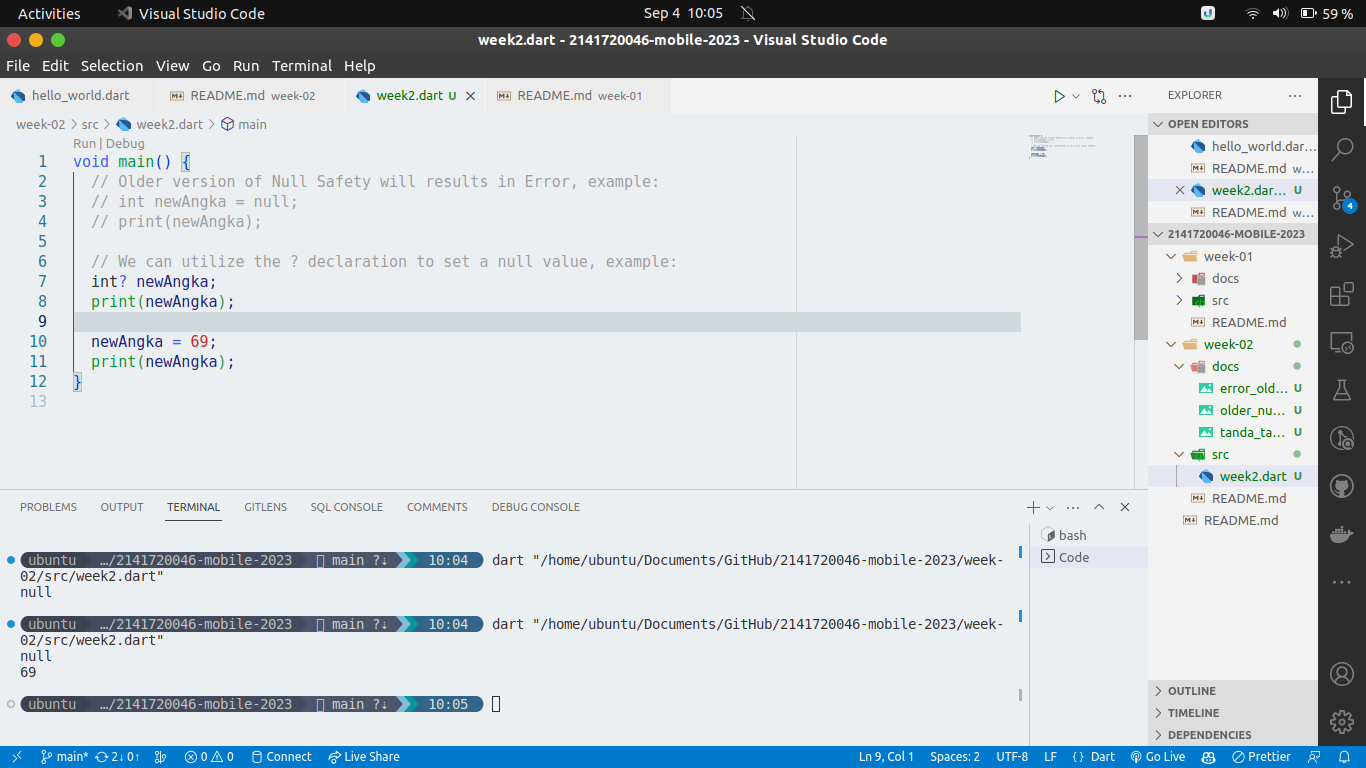 Activities
Visual Studio Code
Sep 4 10:05
59 %
week2.dart - 2141720046-mobile-2023 - Visual Studio Code
File Edit Selection View Go Run Terminal Help
hello_world.dart
README.md week-02
week2.dart U
README.md week-01
EXPLORER
week-02 > src > week2.dart > main
Run | Debug
1 void main() {
2 // Older version of Null Safety will results in Error, example:
3 // int newAngka = null;
4 // print(newAngka);
5
6 // We can utilize the ? declaration to set a null value, example:
7 int? newAngka;
8 print(newAngka);
9
10 newAngka = 69;
11 print(newAngka);
12 }
13
OPEN EDITORS
hello_world.dar...
README.md w...
week2.dar... U
README.md w...
2141720046-MOBILE-2023
week-01
docs
src
README.md
week-02
docs
error_old... U
older_nu... U
tanda_ta... U
src
week2.dart U
README.md
README.md
OUTLINE
TIMELINE
DEPENDENCIES
4
PROBLEMS OUTPUT TERMINAL GITLENS SQL CONSOLE COMMENTS DEBUG CONSOLE
bash
Code
ubuntu …/2141720046-mobile-2023 main ?↓ 10:04 dart "/home/ubuntu/Documents/GitHub/2141720046-mobile-2023/week-
02/src/week2.dart"
null
ubuntu …/2141720046-mobile-2023 main ?↓ 10:04 dart "/home/ubuntu/Documents/GitHub/2141720046-mobile-2023/week-
02/src/week2.dart"
null
69
ubuntu …/2141720046-mobile-2023 main ?↓ 10:05
main* 2↓ 0↑ 0 0 Connect Live Share
Ln 9, Col 1 Spaces: 2 UTF-8 LF { } Dart Go Live Prettier